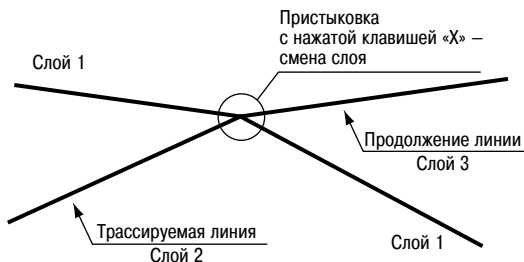 Пристыковка
с нажатой клавишей «X» –
смена слоя
Слой 1
Продолжение линии
Слой 3
Трассируемая линия
Слой 2
Слой 1